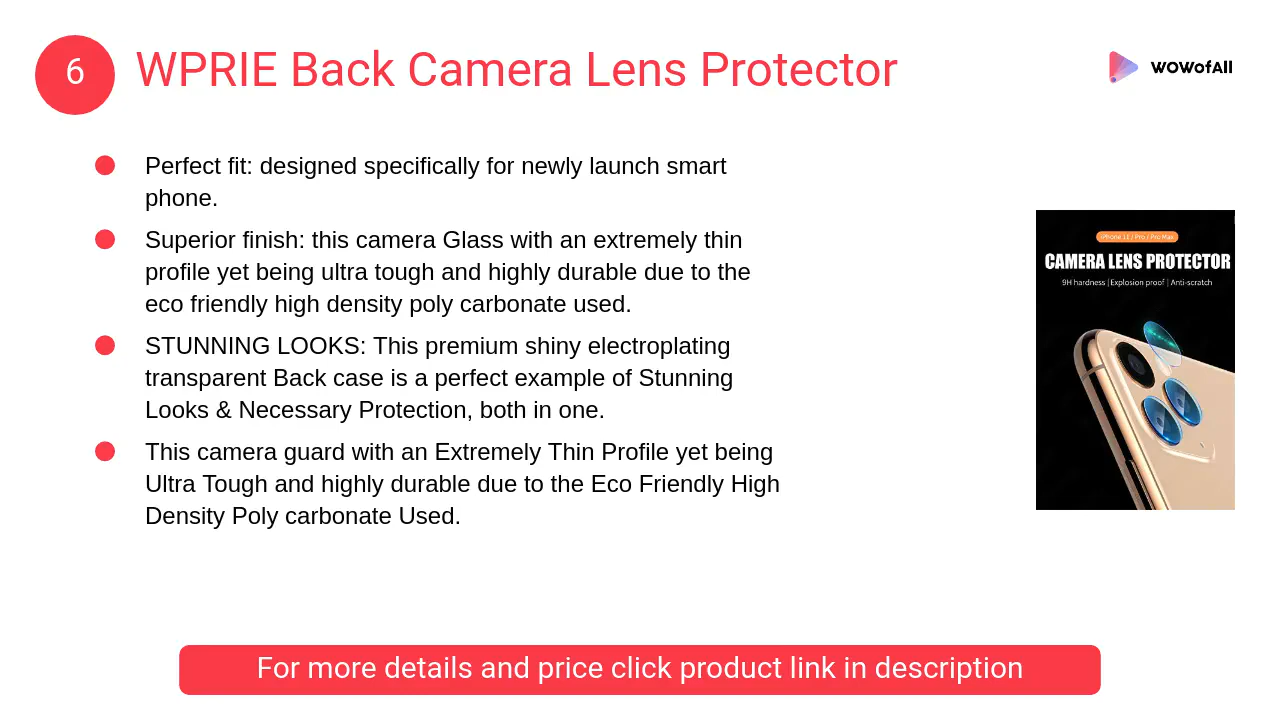 6
WPRIE Back Camera Lens Protector
WOWofAll
Perfect fit: designed specifically for newly launch smart
phone.
Superior finish: this camera Glass with an extremely thin
profile yet being ultra tough and highly durable due to the
eco friendly high density poly carbonate used.
STUNNING LOOKS: This premium shiny electroplating
transparent Back case is a perfect example of Stunning
Looks & Necessary Protection, both in one.
This camera guard with an Extremely Thin Profile yet being
Ultra Tough and highly durable due to the Eco Friendly High
Density Poly carbonate Used.
iPhone 11 / Pro / Pro Max
CAMERA LENS PROTECTOR
9H hardness | Explosion proof | Anti-scratch
For more details and price click product link in description